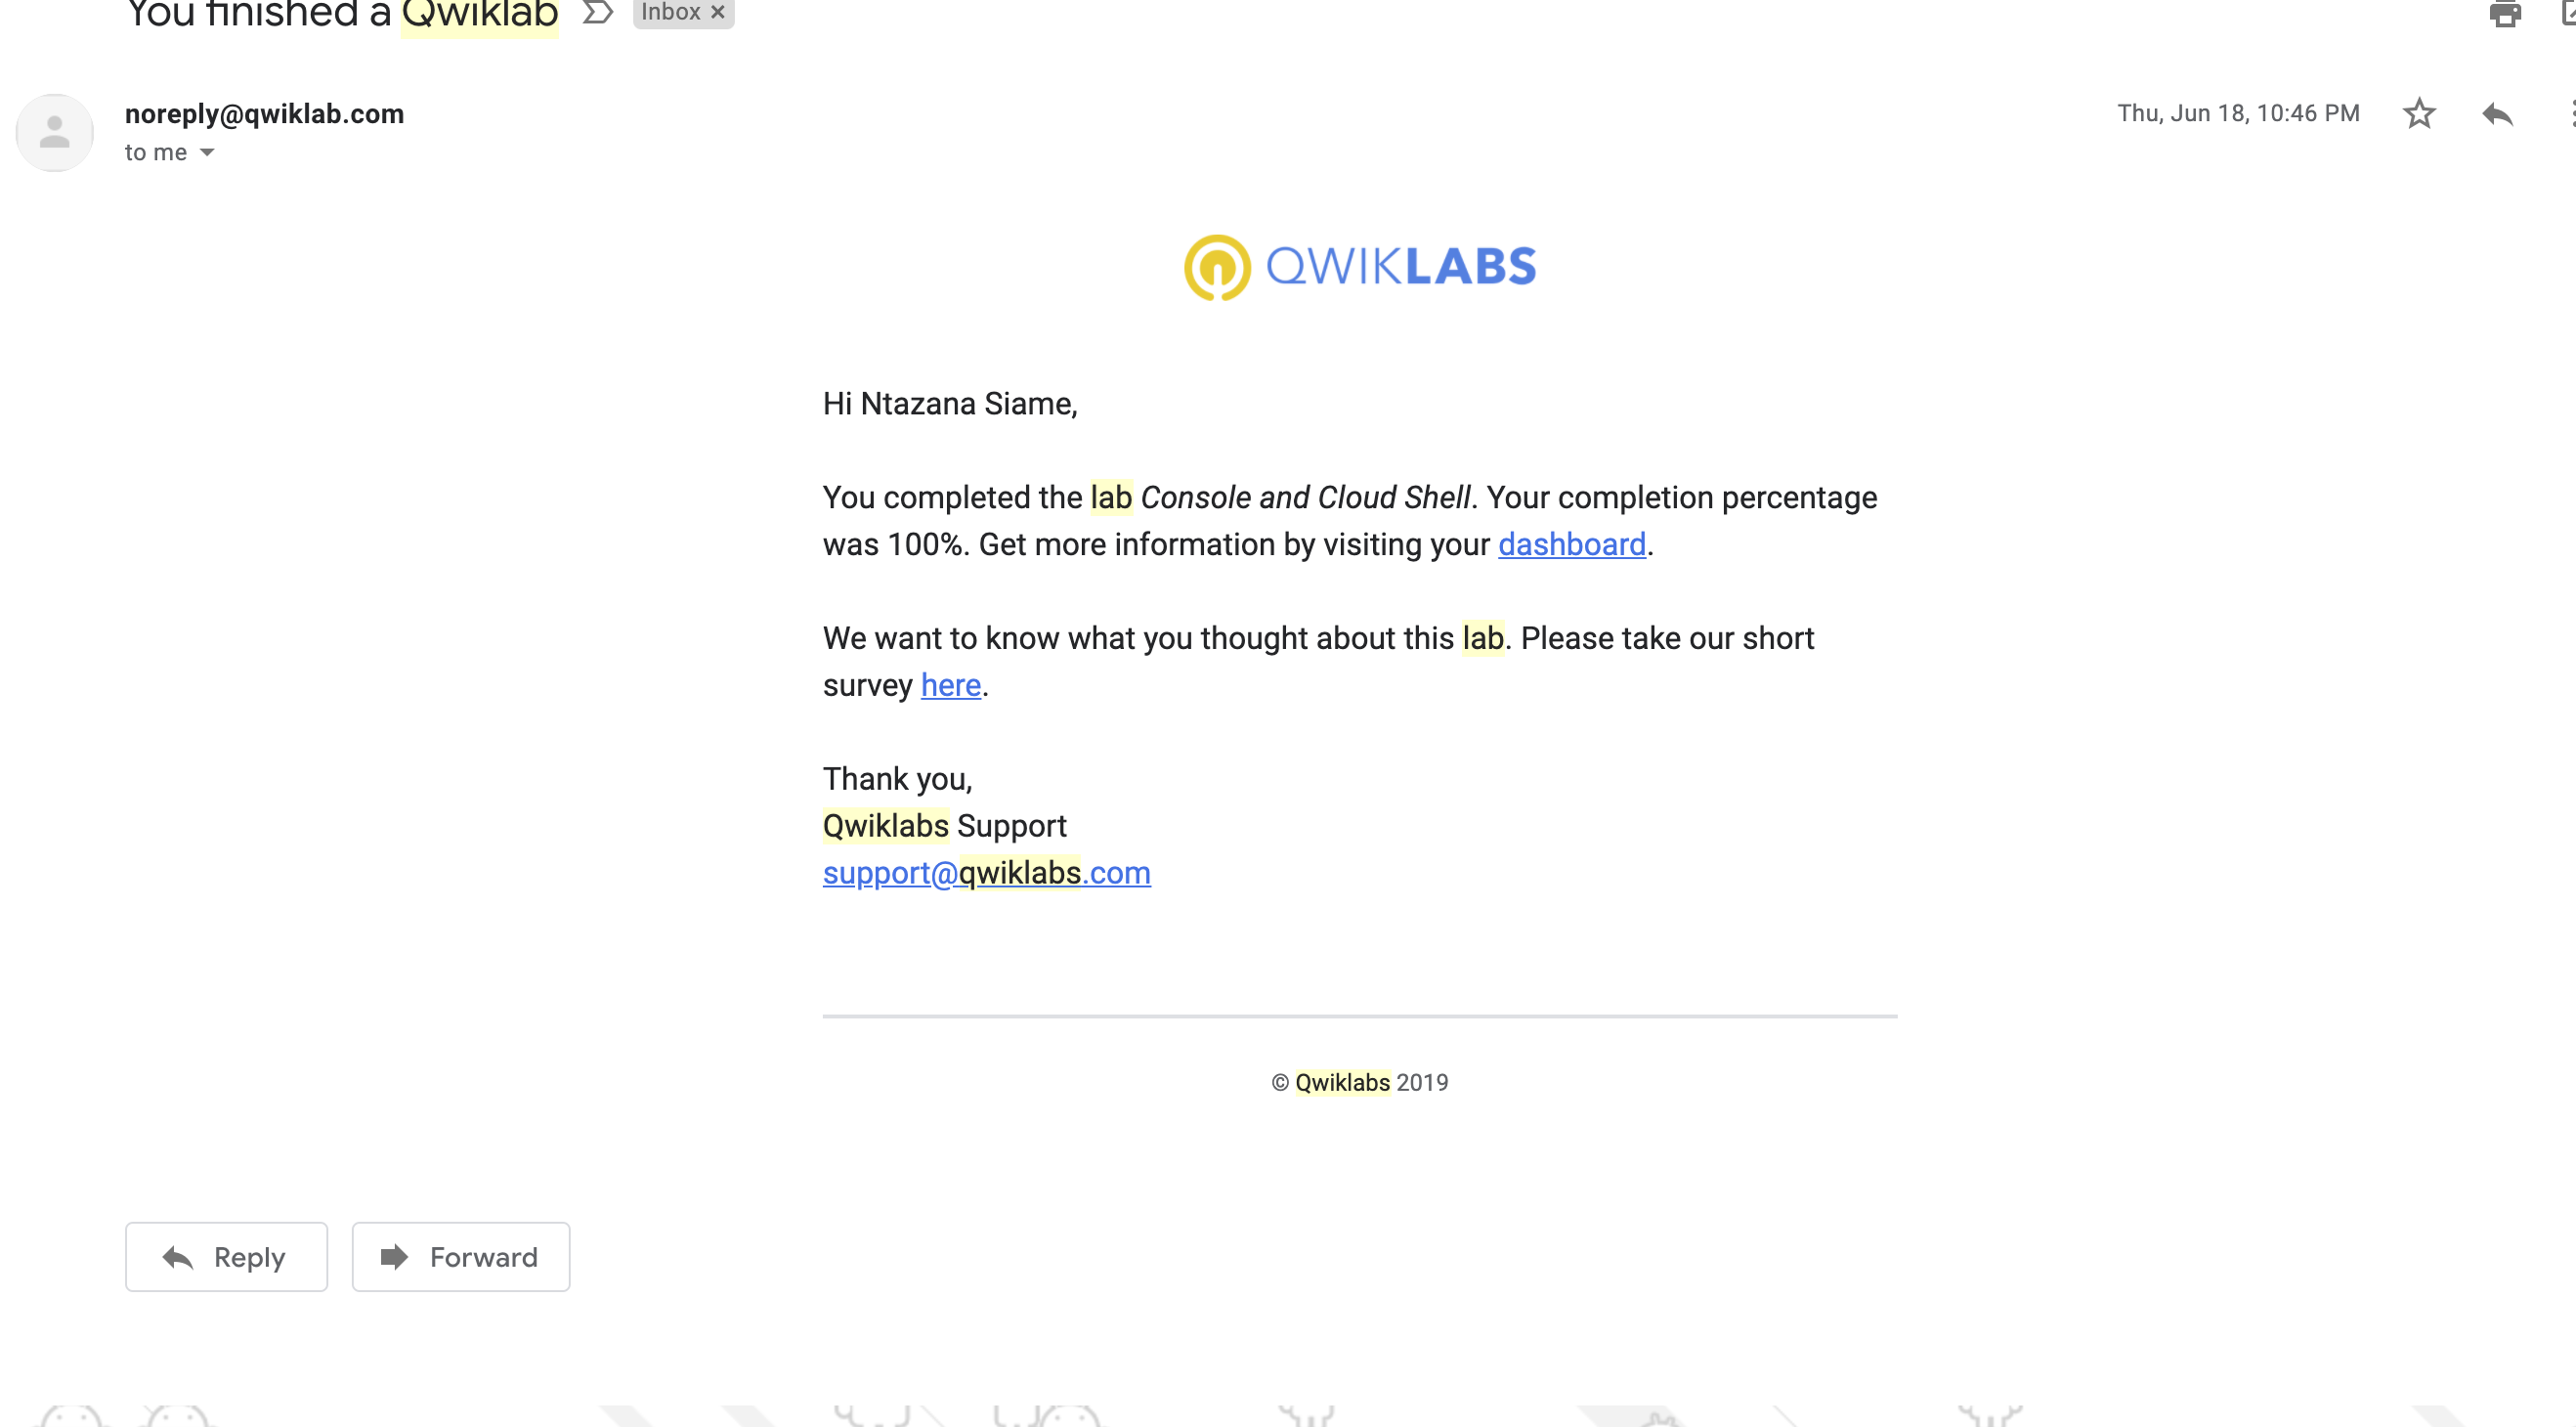 You finished a Qwiklab
Inbox ×
noreply@qwiklab.com
Thu, Jun 18, 10:46 PM
to me
QWIKLABS
Hi Ntazana Siame,
You completed the lab Console and Cloud Shell. Your completion percentage
was 100%. Get more information by visiting your dashboard.
We want to know what you thought about this lab. Please take our short
survey here.
Thank you,
Qwiklabs Support
support@qwiklabs.com
© Qwiklabs 2019
Reply
Forward